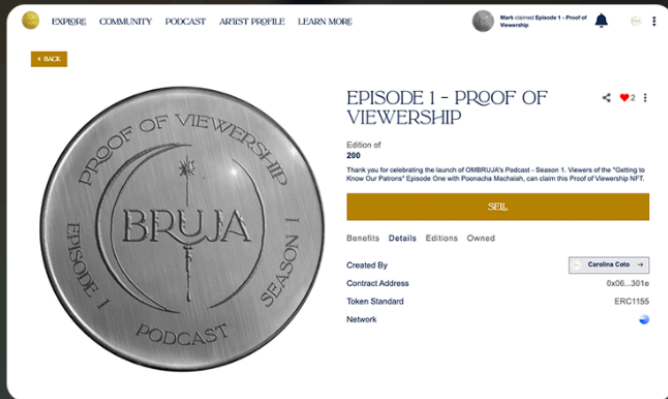 EXPLORE COMMUNITY PODCAST ARTIST PROFILE LEARN MORE
Mark claimed Episode 1 - Proof of
Viewership
< BACK
PROOF OF VIEWERSHIP
BRUJA
EPISODE 1
SEASON 1
PODCAST
EPISODE 1 - PROOF OF
VIEWERSHIP
2
Edition of
200
Thank you for celebrating the launch of OMBRUJA's Podcast - Season 1. Viewers of the "Getting to
Know Our Patrons" Episode One with Poonacha Machaiah, can claim this Proof of Viewership NFT.
SELL
Benefits Details Editions Owned
Created By Carolina Coto →
Contract Address 0x06...301e
Token Standard ERC1155
Network